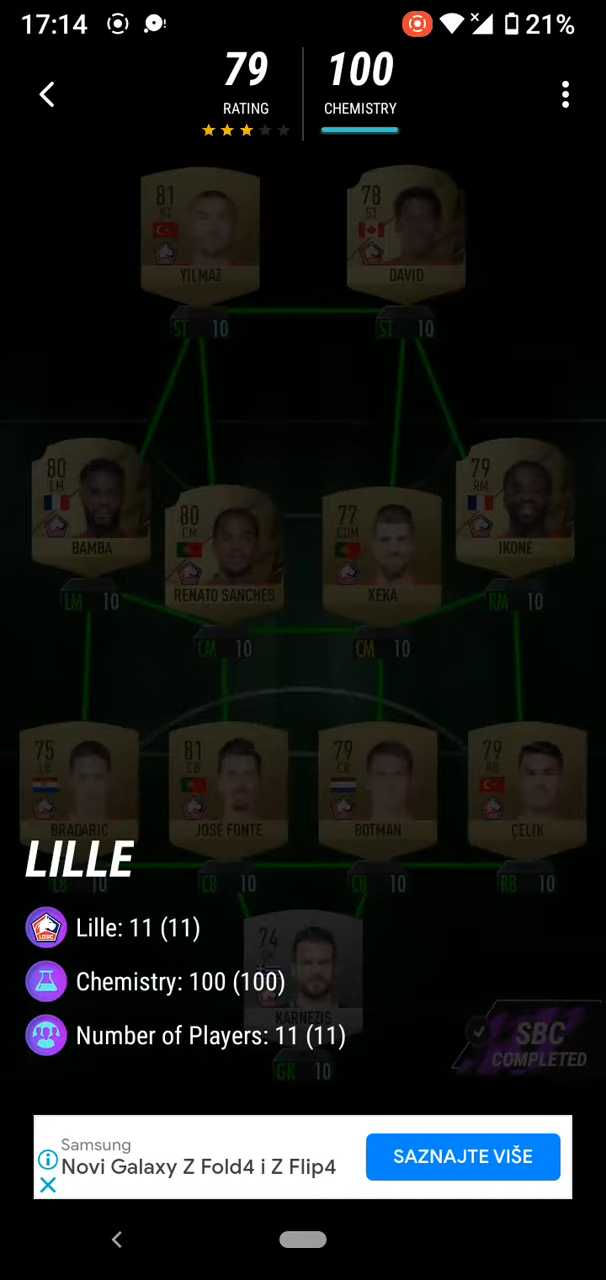 17:14
21%
79
100
RATING
CHEMISTRY
81
ST
YILMAZ
78
ST
DAVID
ST 10
ST 10
80
LM
BAMBA
79
RM
IKONÉ
80
CM
RENATO SANCHES
77
CDM
XEKA
LM 10
RM 10
CM 10
CM 10
75
LB
BRADARIĆ
81
CB
JOSÉ FONTE
79
CB
BOTMAN
79
RB
ÇELIK
LILLE
LB 10
CB 10
CB 10
RB 10
Lille: 11 (11)
74
GK
Chemistry: 100 (100)
KARNEZIS
Number of Players: 11 (11)
SBC
COMPLETED
GK 10
Samsung
Novi Galaxy Z Fold4 i Z Flip4
SAZNAJTE VIŠE